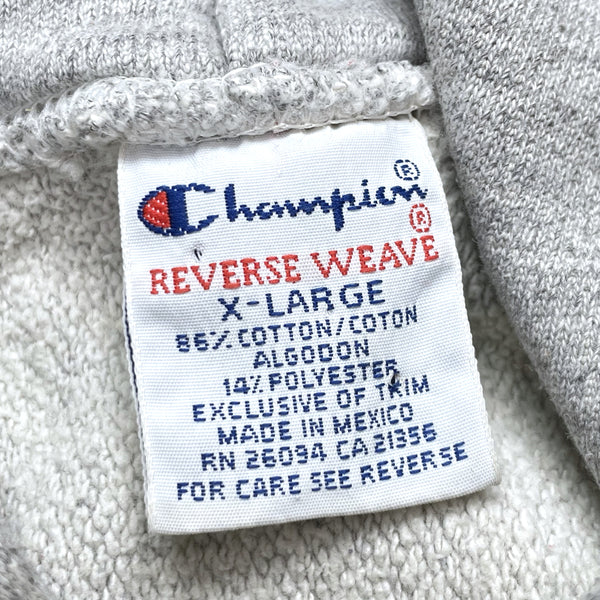 Champion®
REVERSE WEAVE®
X-LARGE
86% COTTON/COTON
ALGODON
14% POLYESTER
EXCLUSIVE OF TRIM
MADE IN MEXICO
RN 26094 CA 21356
FOR CARE SEE REVERSE